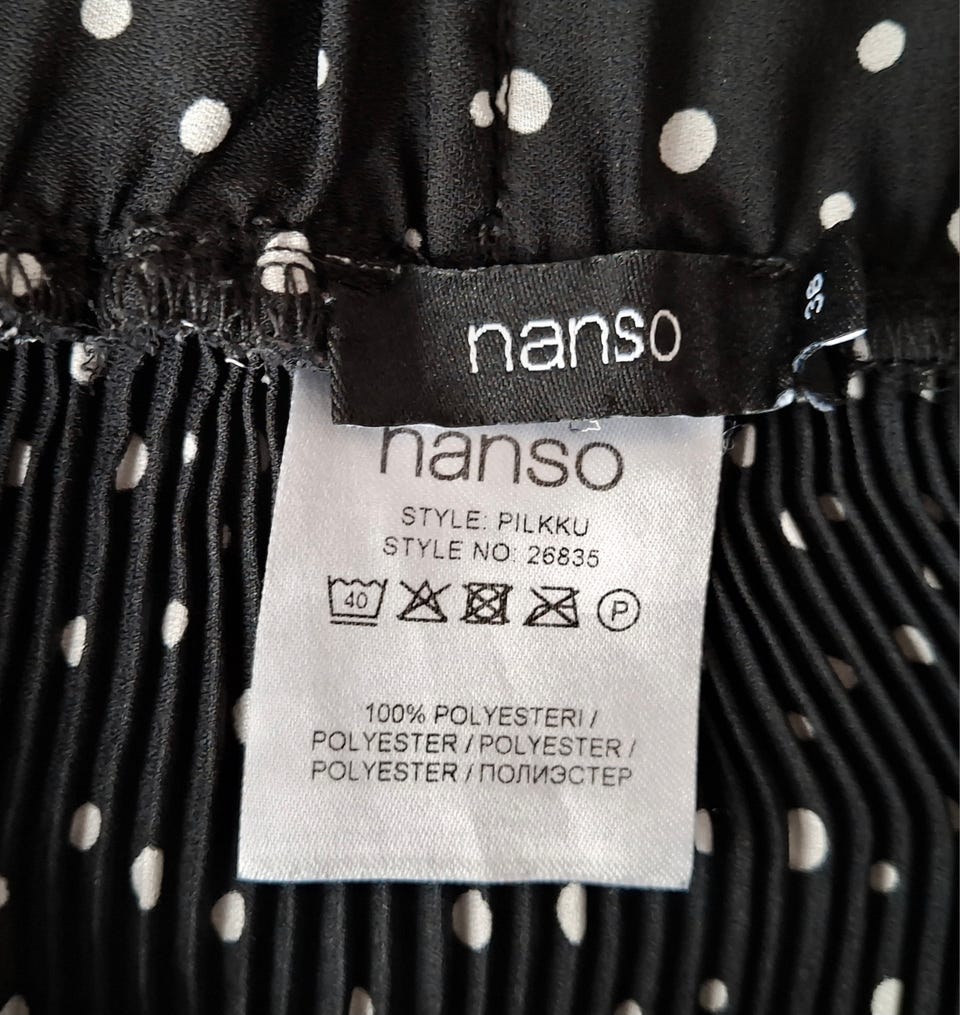 nanso
38
nanso
STYLE: PILKKU
STYLE NO: 26835
40 P
100% POLYESTERI /
POLYESTER / POLYESTER /
POLYESTER / ПОЛИЭСТЕР